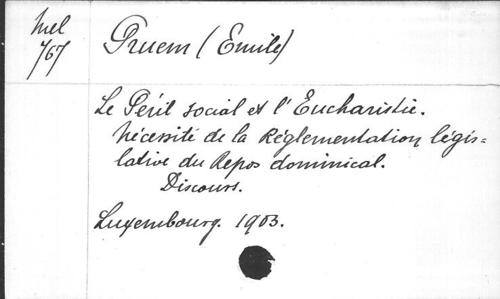 Mel
767
Pruem (Emile)
Le Péril social et l'Eucharistie.
Nécessité de la Réglementation légis=
lative du Repos dominical.
Discours.
Luxembourg. 1903.